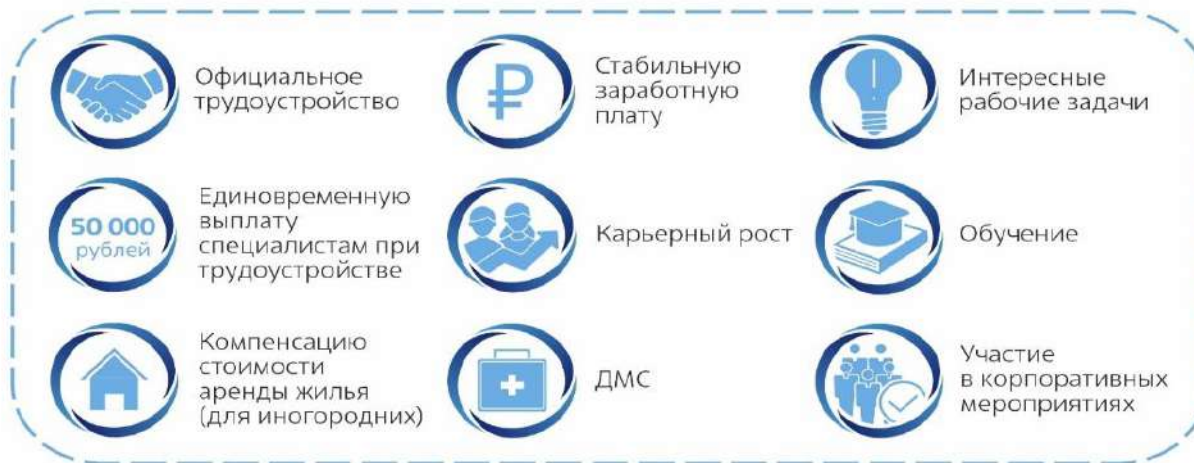 Официальное
трудоустройство
Стабильную
заработную
плату
Интересные
рабочие задачи
50 000
рублей
Единовременную
выплату
специалистам при
трудоустройстве
Карьерный рост
Обучение
Компенсацию
стоимости
аренды жилья
(для иногородних)
ДМС
Участие
в корпоративных
мероприятиях